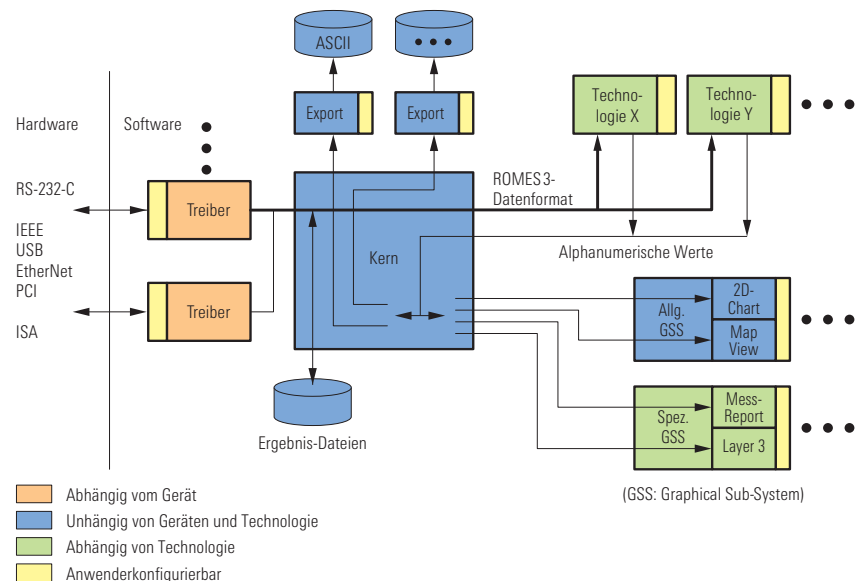 ASCII
Export
Export
Techno-
logie X
Techno-
logie Y
Hardware
Software
RS-232-C
IEEE
USB
EtherNet
PCI
ISA
Treiber
Treiber
ROMES3-
Datenformat
Kern
Alphanumerische Werte
Allg.
GSS
2D-
Chart
Map
View
Spez.
GSS
Mess-
Report
Layer 3
Ergebnis-Dateien
(GSS: Graphical Sub-System)
Abhängig vom Gerät
Unhängig von Geräten und Technologie
Abhängig von Technologie
Anwenderkonfigurierbar